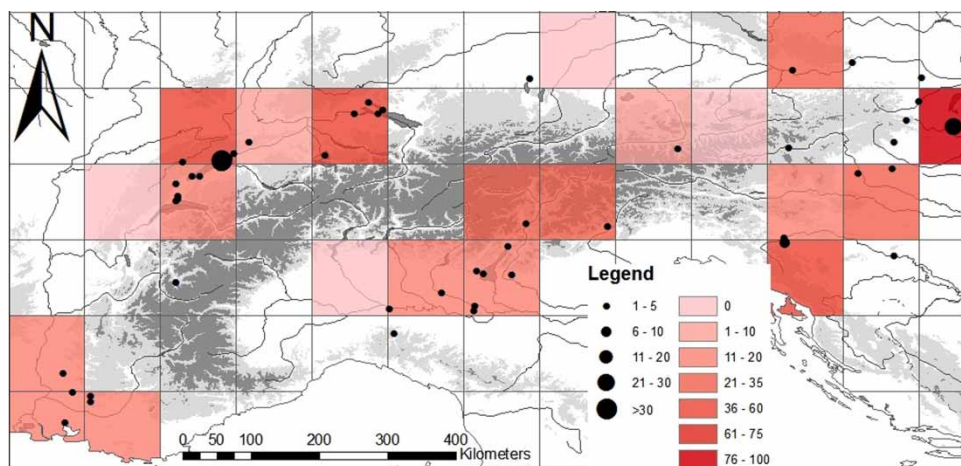 N
Legend
1 - 5 0
6 - 10 1 - 10
11 - 20 11 - 20
21 - 30 21 - 35
>30 36 - 60
61 - 75
76 - 100
0 50 100 200 300 400
Kilometers